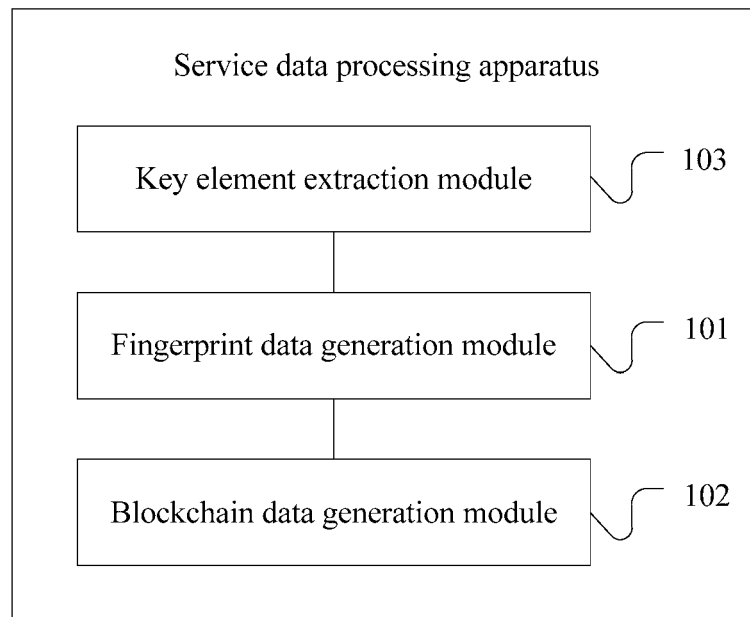 Service data processing apparatus
Key element extraction module
103
Fingerprint data generation module
101
Blockchain data generation module
102